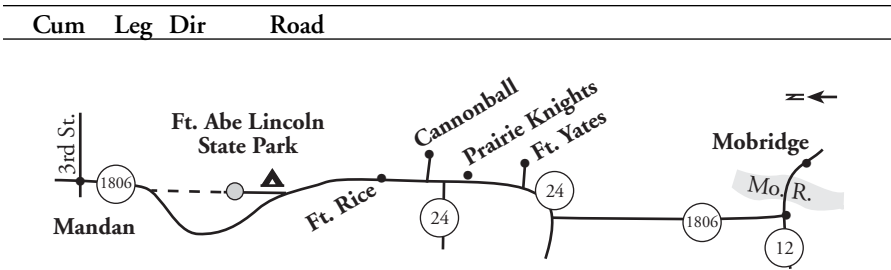 Cum Leg Dir Road
3rd St.
Ft. Abe Lincoln
State Park
Cannonball
Prairie Knights
Ft. Yates
N
Mobridge
Mo. R.
1806
24
Ft. Rice
24
1806
Mandan
12